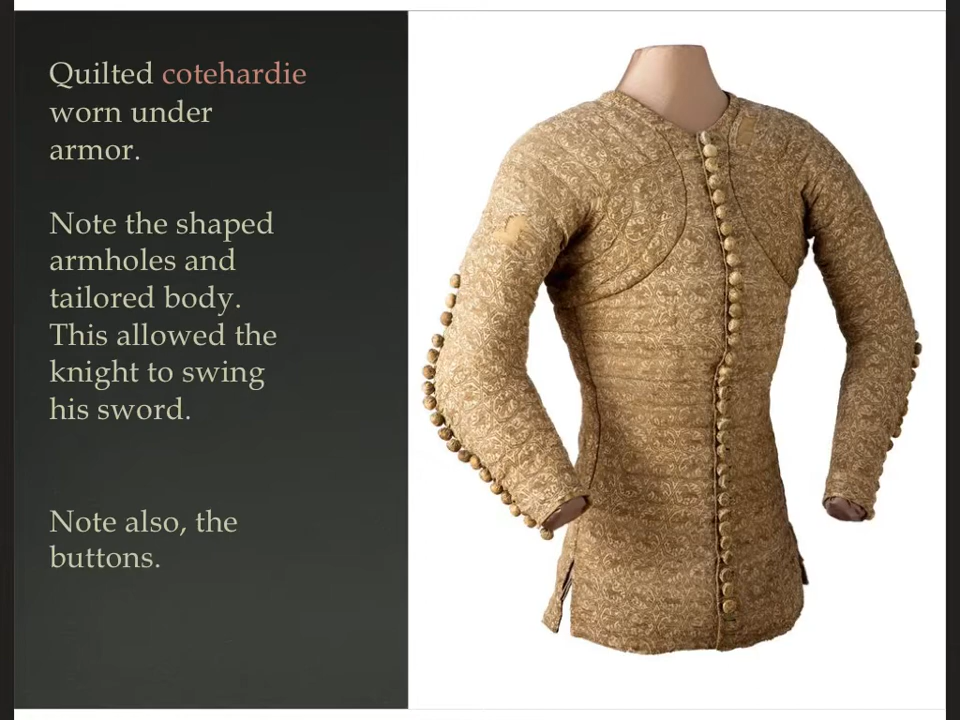 Quilted cotehardie
worn under
armor.
Note the shaped
armholes and
tailored body.
This allowed the
knight to swing
his sword.
Note also, the
buttons.